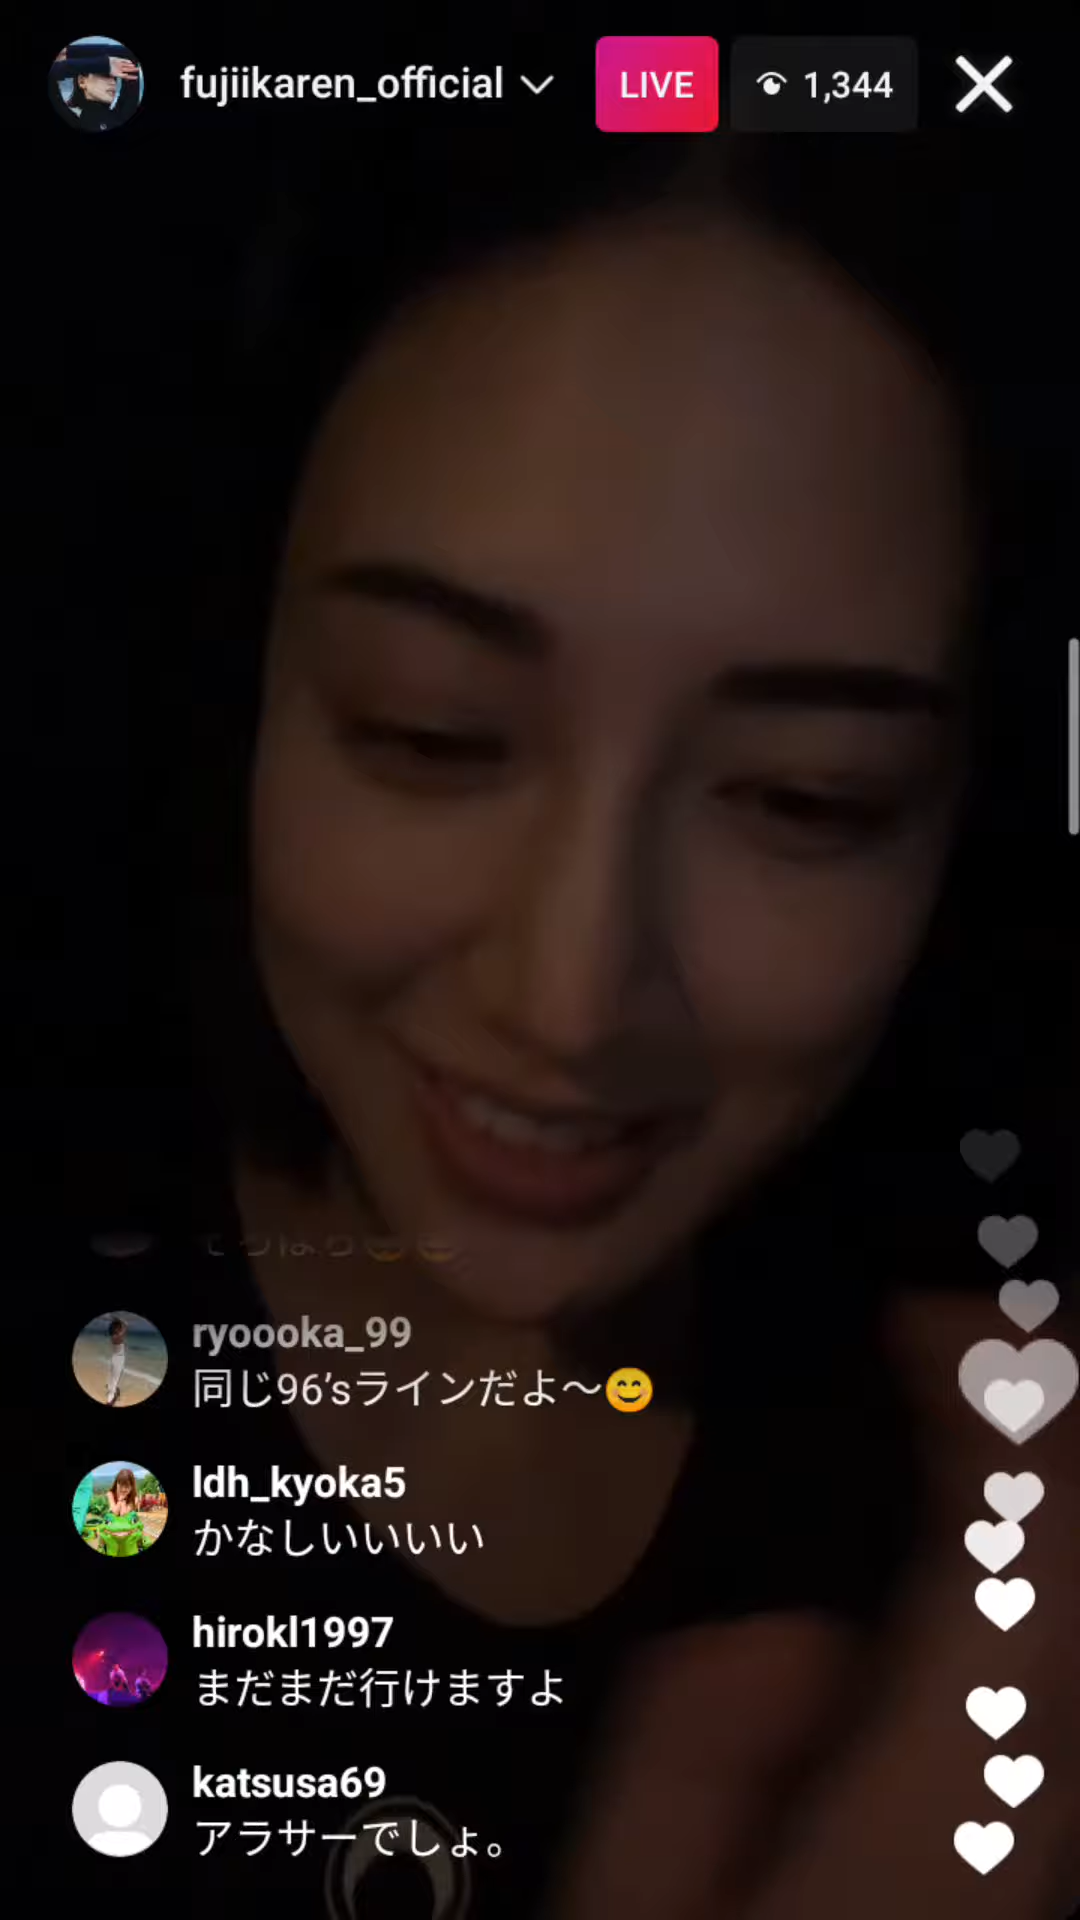 fujiikaren_official
LIVE
1,344
ryoooka_99
同じ96'sラインだよ〜😊
ldh_kyoka5
かなしいいいい
hirokl1997
まだまだ行けますよ
katsusa69
アラサーでしょ。